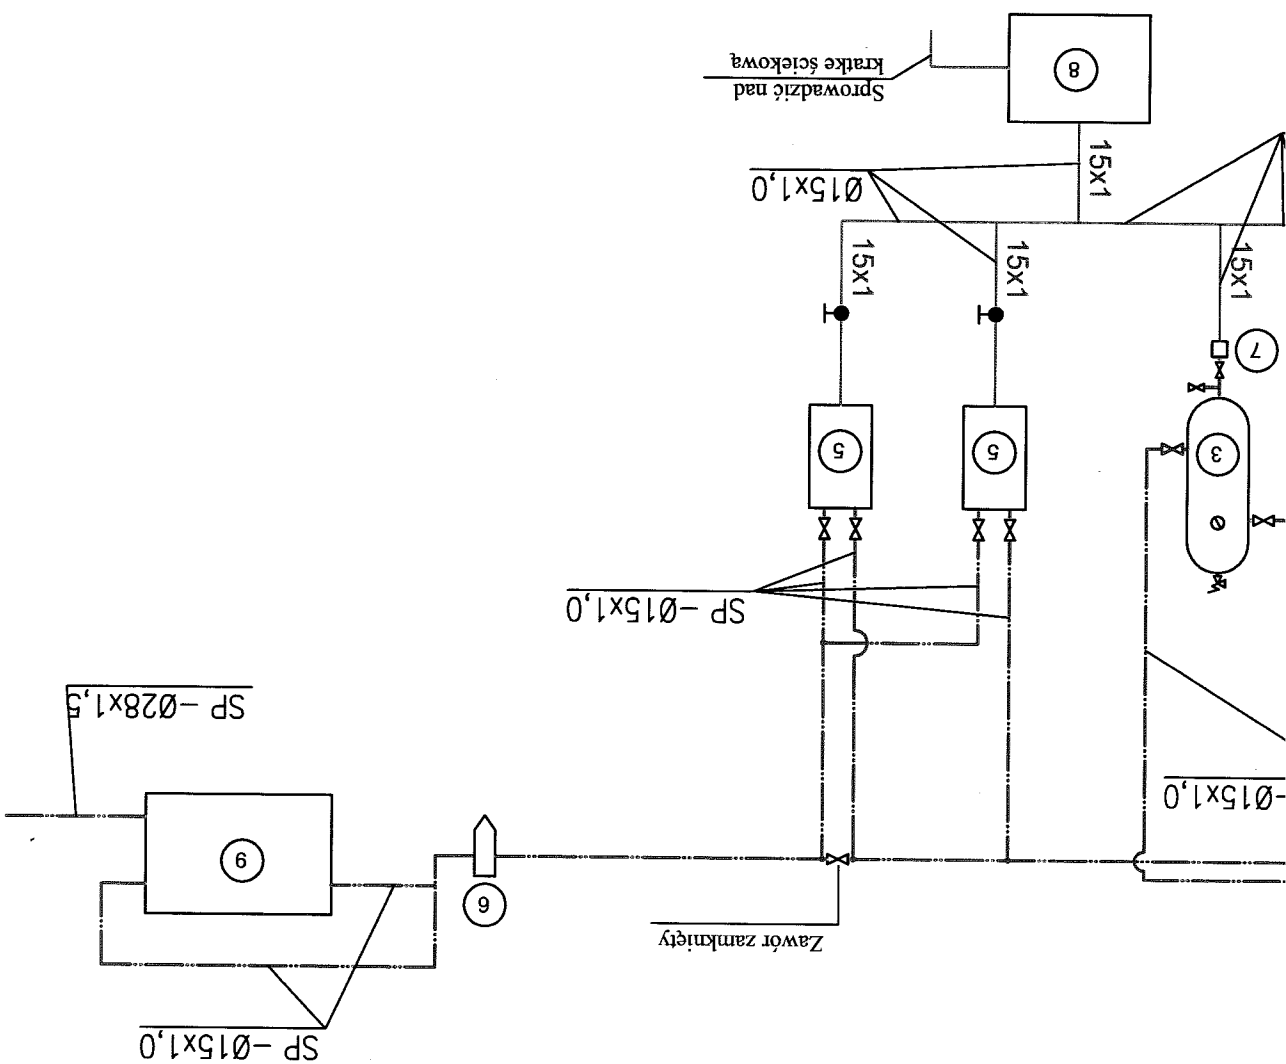 SP -Ø15x1,0
Zawór zamknięty
9
6
-Ø15x1,0
SP -Ø28x1,5
SP -Ø15x1,0
3
5
5
7
15x1
15x1
15x1
Ø15x1,0
15x1
Sprowadzić nad
kratke ściekową
8